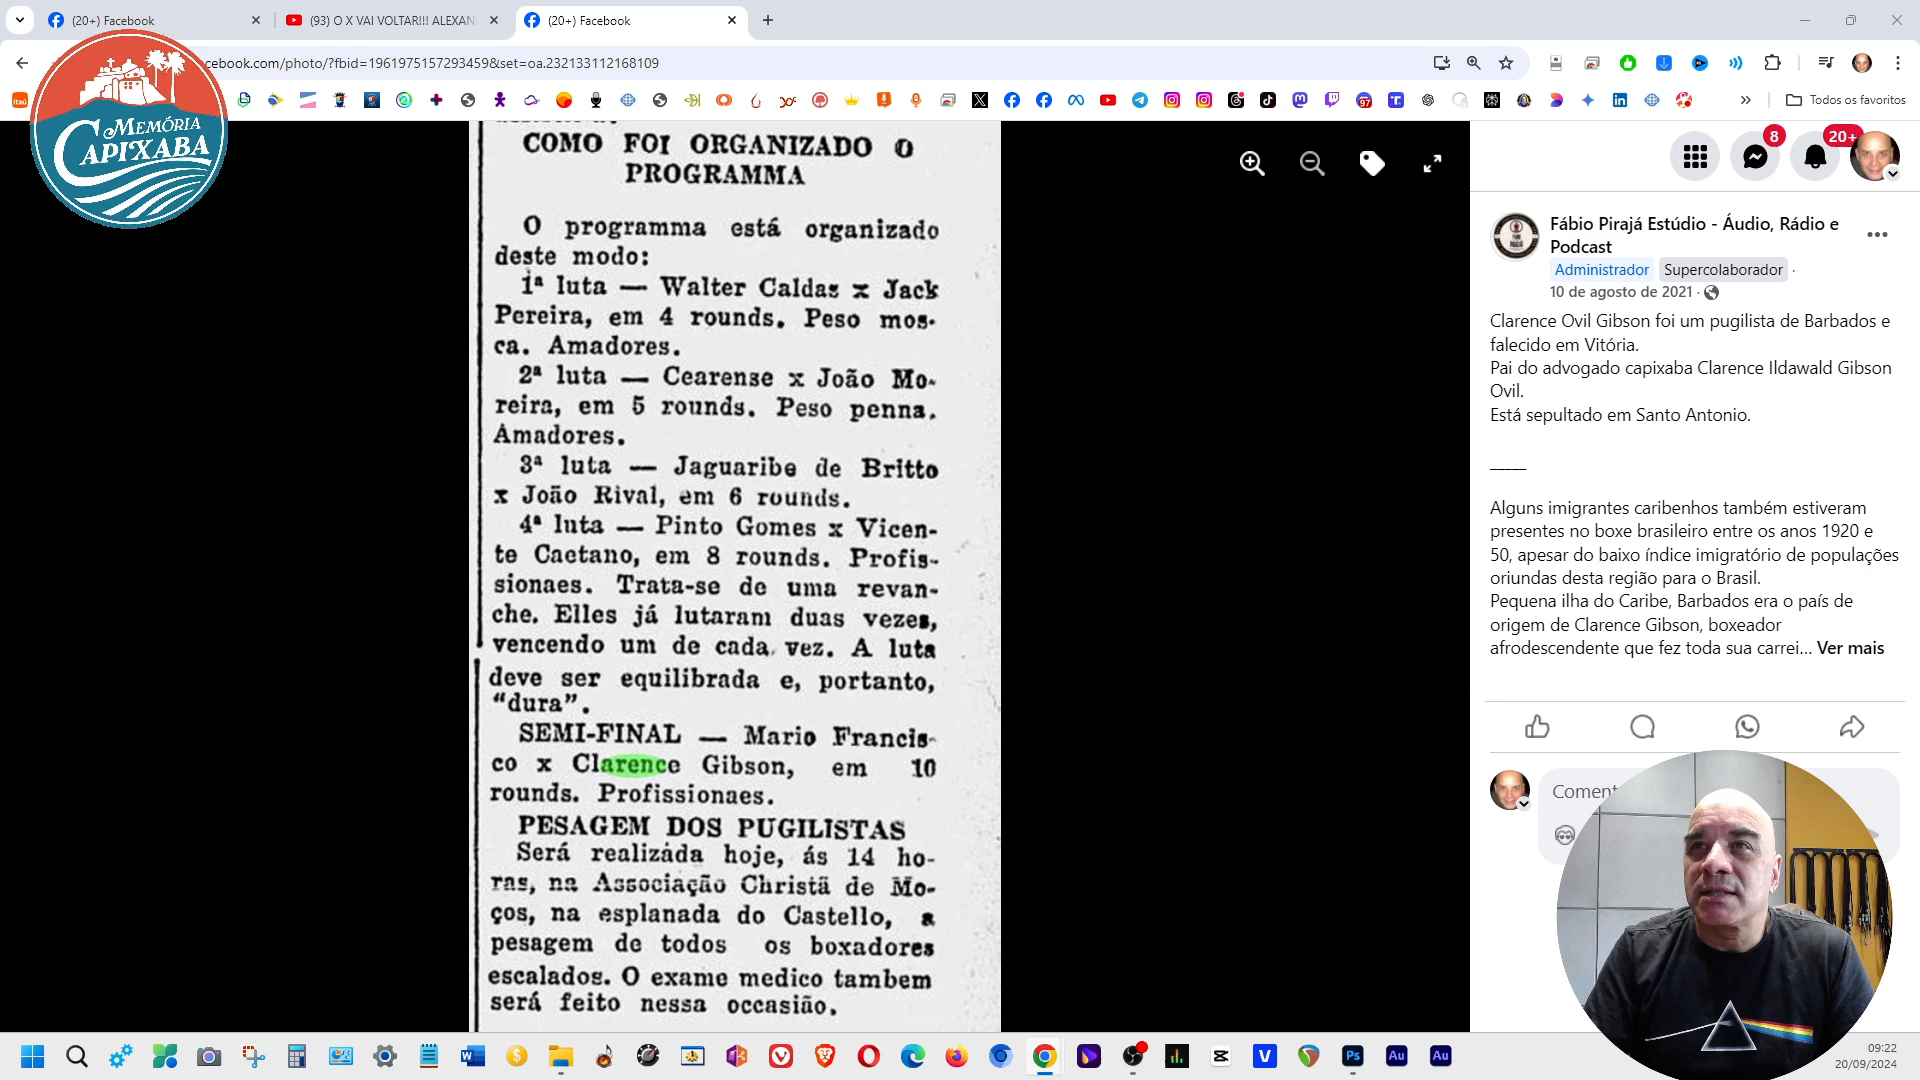 (20+) Facebook
(93) O X VAI VOLTAR!!! ALEXAN
(20+) Facebook
cebook.com/photo/?fbid=1961975157293459&set=oa.232133112168109
Todos os favoritos
MEMÓRIA
CAPIXABA
COMO FOI ORGANIZADO O
PROGRAMMA
O programma está organizado
deste modo:
1ª luta — Walter Caldas x Jack
Pereira, em 4 rounds. Peso mos-
ca. Amadores.
2ª luta — Cearense x João Mo-
reira, em 5 rounds. Peso penna.
Amadores.
3ª luta — Jaguaribe de Britto
x João Rival, em 6 rounds.
4ª luta — Pinto Gomes x Vicen-
te Caetano, em 8 rounds. Profis-
sionaes. Trata-se de uma revan-
che. Elles já lutaram duas vezes,
vencendo um de cada vez. A luta
deve ser equilibrada e, portanto,
“dura”.
SEMI-FINAL — Mario Francis-
co x Clarence Gibson, em 10
rounds. Profissionaes.
PESAGEM DOS PUGILISTAS
Será realizada hoje, ás 14 ho-
ras, na Associação Christã de Mo-
ços, na esplanada do Castello, a
pesagem de todos os boxadores
escalados. O exame medico tambem
será feito nessa occasião.
8
20+
Fábio Pirajá Estúdio - Áudio, Rádio e
Podcast
Administrador Supercolaborador ·
10 de agosto de 2021 ·
Clarence Ovil Gibson foi um pugilista de Barbados e
falecido em Vitória.
Pai do advogado capixaba Clarence Ildawald Gibson
Ovil.
Está sepultado em Santo Antonio.
_____
Alguns imigrantes caribenhos também estiveram
presentes no boxe brasileiro entre os anos 1920 e
50, apesar do baixo índice imigratório de populações
oriundas desta região para o Brasil.
Pequena ilha do Caribe, Barbados era o país de
origem de Clarence Gibson, boxeador
afrodescendente que fez toda sua carrei... Ver mais
Coment
09:22
20/09/2024